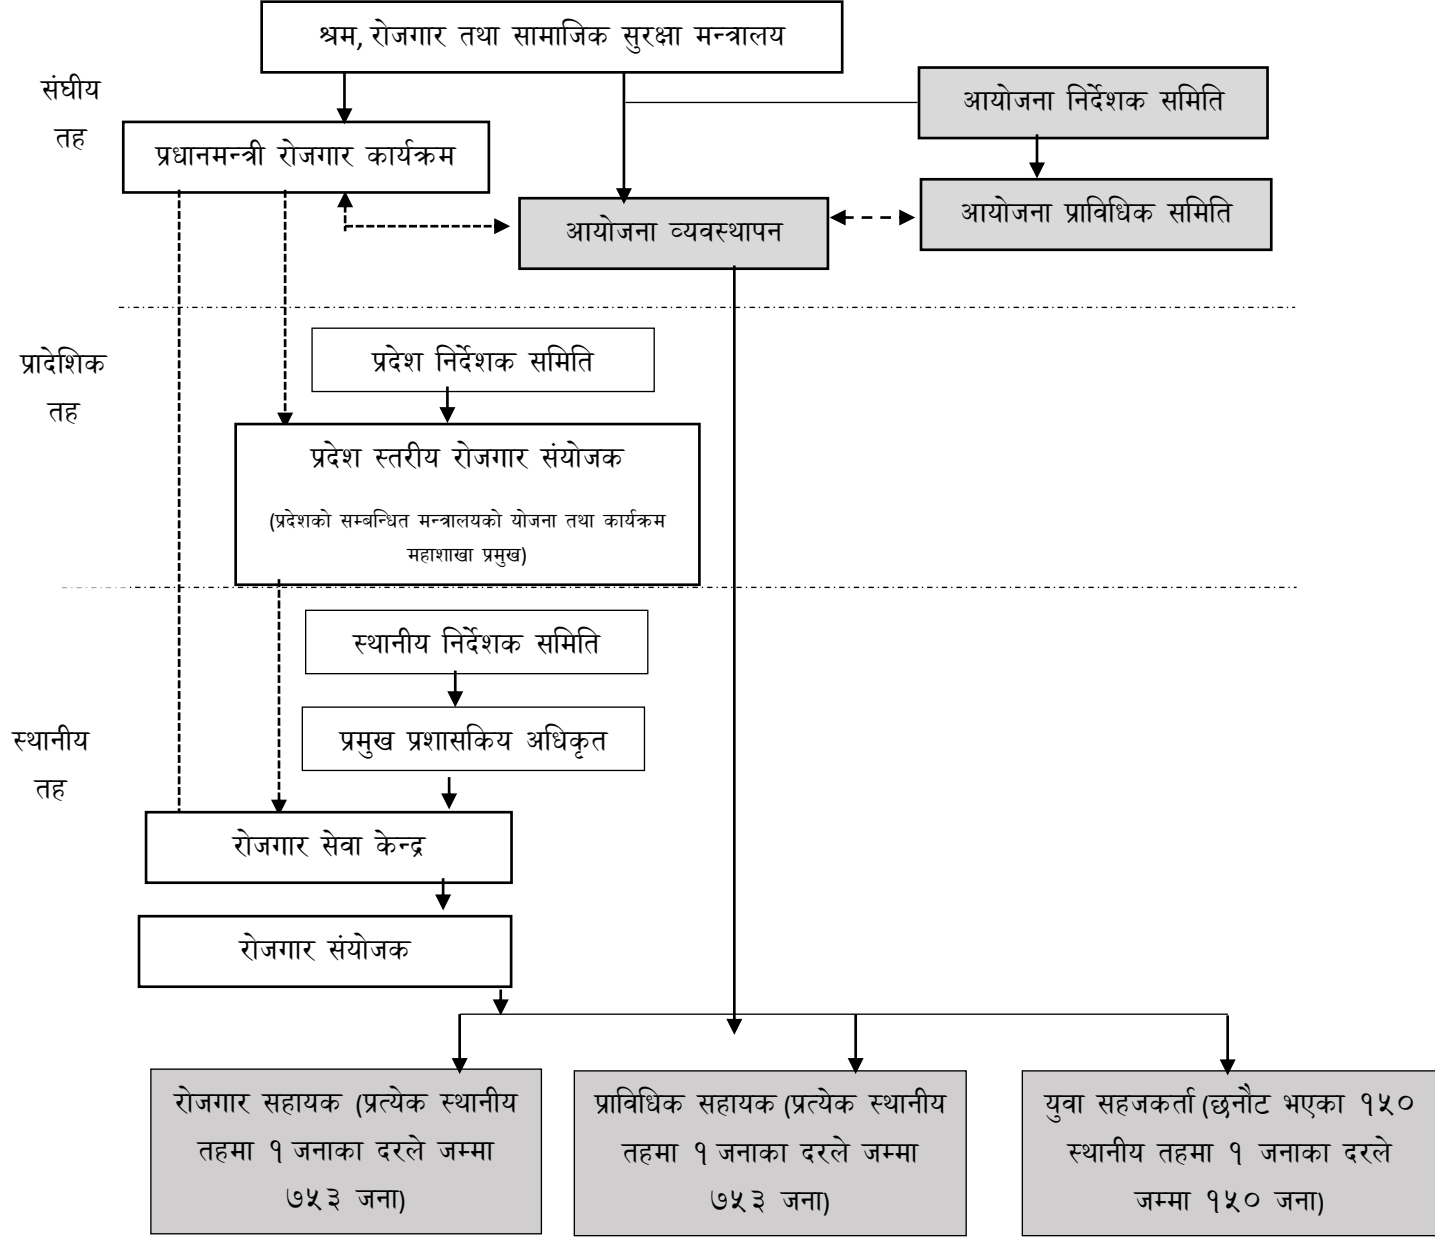 श्रम, रोजगार तथा सामाजिक सुरक्षा मन्त्रालय
संघीय
तह
आयोजना निर्देशक समिति
प्रधानमन्त्री रोजगार कार्यक्रम
आयोजना प्राविधिक समिति
आयोजना व्यवस्थापन
प्रादेशिक
तह
प्रदेश निर्देशक समिति
प्रदेश स्तरीय रोजगार संयोजक
(प्रदेशको सम्बन्धित मन्त्रालयको योजना तथा कार्यक्रम
महाशाखा प्रमुख)
स्थानीय निर्देशक समिति
स्थानीय
तह
प्रमुख प्रशासकिय अधिकृत
रोजगार सेवा केन्द्र
रोजगार संयोजक
रोजगार सहायक (प्रत्येक स्थानीय
तहमा १ जनाका दरले जम्मा
७५३ जना)
प्राविधिक सहायक (प्रत्येक स्थानीय
तहमा १ जनाका दरले जम्मा
७५३ जना)
युवा सहजकर्ता (छनौट भएका १५०
स्थानीय तहमा १ जनाका दरले
जम्मा १५० जना)